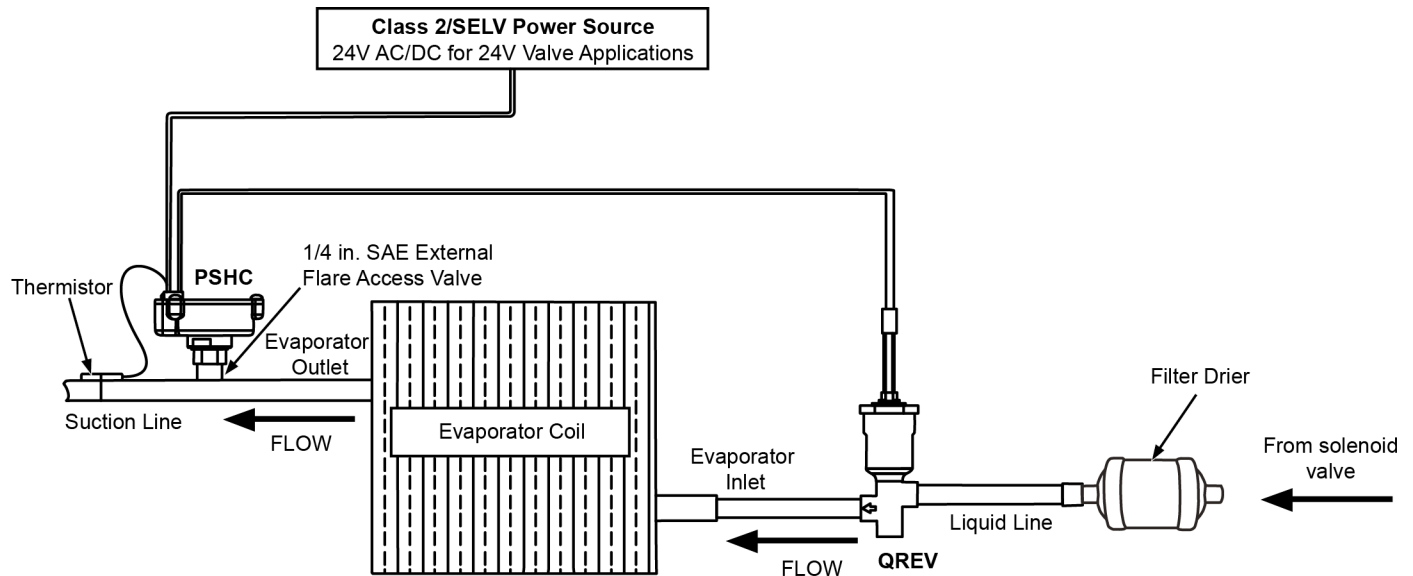 Class 2/SELV Power Source
24V AC/DC for 24V Valve Applications
1/4 in. SAE External
Flare Access Valve
PSHC
Thermistor
Evaporator
Outlet
Suction Line
FLOW
Evaporator Coil
Evaporator
Inlet
FLOW
QREV
Liquid Line
Filter Drier
From solenoid
valve